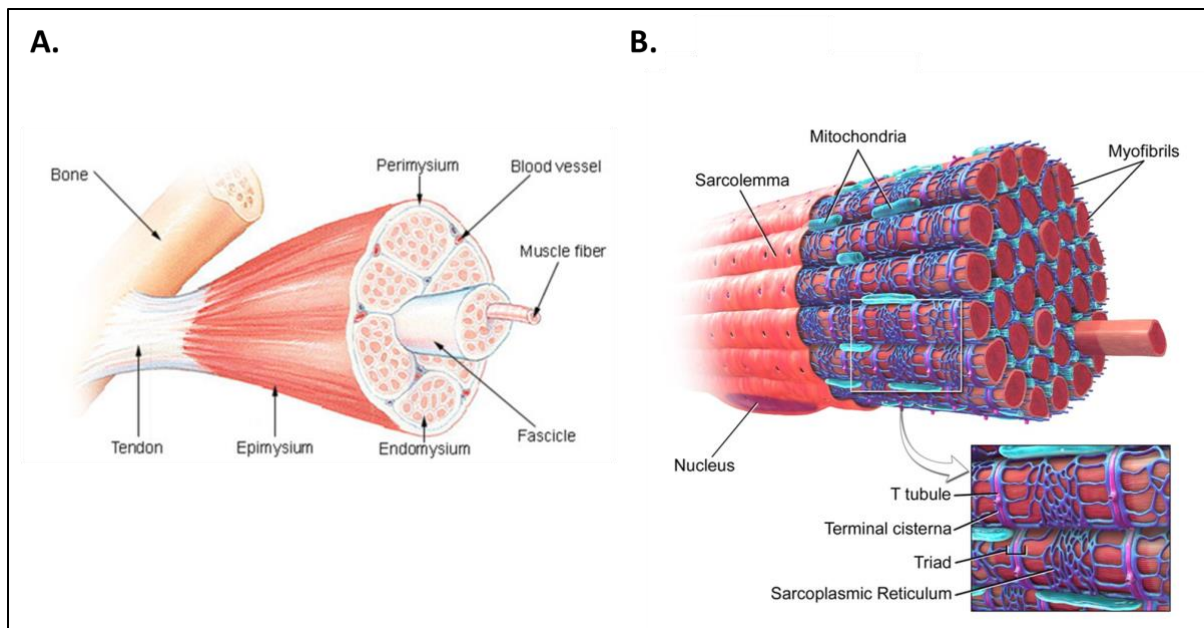 A.
Bone
Perimysium
Blood vessel
Muscle fiber
Tendon
Epimysium
Endomysium
Fascicle
B.
Mitochondria
Myofibrils
Sarcolemma
Nucleus
T tubule
Terminal cisterna
Triad
Sarcoplasmic Reticulum